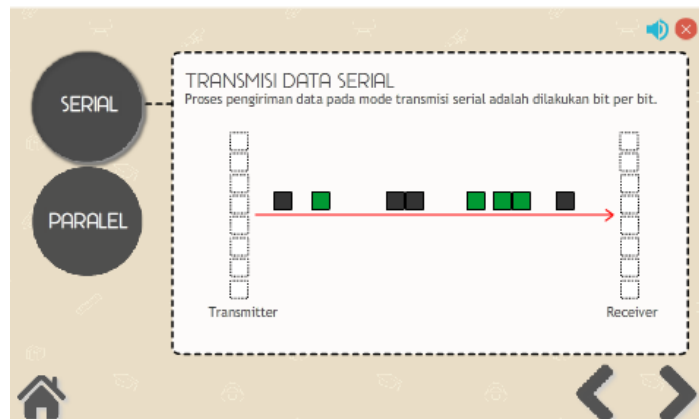 SERIAL
PARALEL
TRANSMISI DATA SERIAL
Proses pengiriman data pada mode transmisi serial adalah dilakukan bit per bit.
Transmitter
Receiver